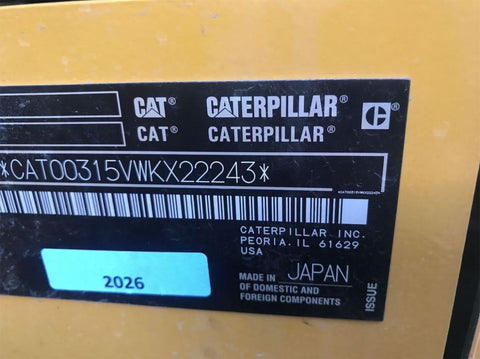 CAT® CATERPILLAR®
CAT® CATERPILLAR®
*CAT00315VWKX22243*
CATERPILLAR INC.
PEORIA, IL 61629
USA
MADE IN JAPAN
OF DOMESTIC AND
FOREIGN COMPONENTS
2026
ISSUE